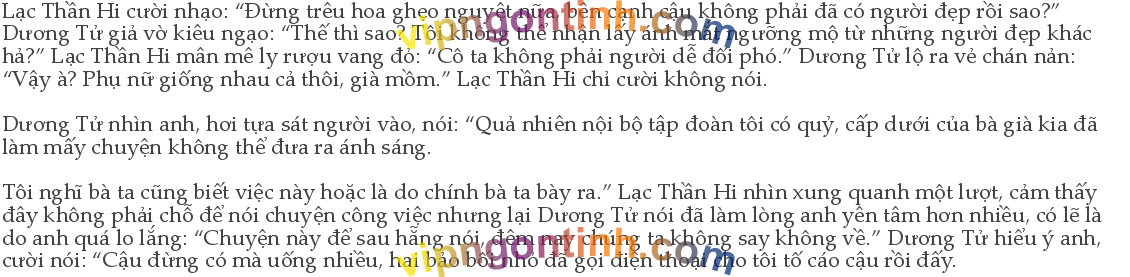 Lạc Thần Hi cười nhạo: “Đừng trêu hoa ghẹo nguyệt nữa, bên cạnh cậu không phải đã có người đẹp rồi sao?”
Dương Tử giả vờ kiêu ngạo: “Thế thì sao? Tôi không thể nhận lấy ánh mắt ngưỡng mộ từ những người đẹp khác
hả?” Lạc Thần Hi mân mê ly rượu vang đỏ: “Cô ta không phải người dễ đối phó.” Dương Tử lộ ra vẻ chán nản:
“Vậy à? Phụ nữ giống nhau cả thôi, già mồm.” Lạc Thần Hi chỉ cười không nói.
Dương Tử nhìn anh, hơi tựa sát người vào, nói: “Quả nhiên nội bộ tập đoàn tôi có quỷ, cấp dưới của bà già kia đã
làm mấy chuyện không thể đưa ra ánh sáng.
Tôi nghĩ bà ta cũng biết việc này hoặc là do chính bà ta bày ra.” Lạc Thần Hi nhìn xung quanh một lượt, cảm thấy
đây không phải chỗ để nói chuyện công việc nhưng lại Dương Tử nói đã làm lòng anh yên tâm hơn nhiều, có lẽ là
do anh quá lo lắng: “Chuyện này để sau hẵng nói, đêm nay chúng ta không say không về.” Dương Tử hiểu ý anh,
cười nói: “Cậu đừng có mà uống nhiều, hai bảo bối nhỏ đã gọi điện thoại cho tôi tố cáo cậu rồi đấy.
vipngontinh.com
vipngontinh.com